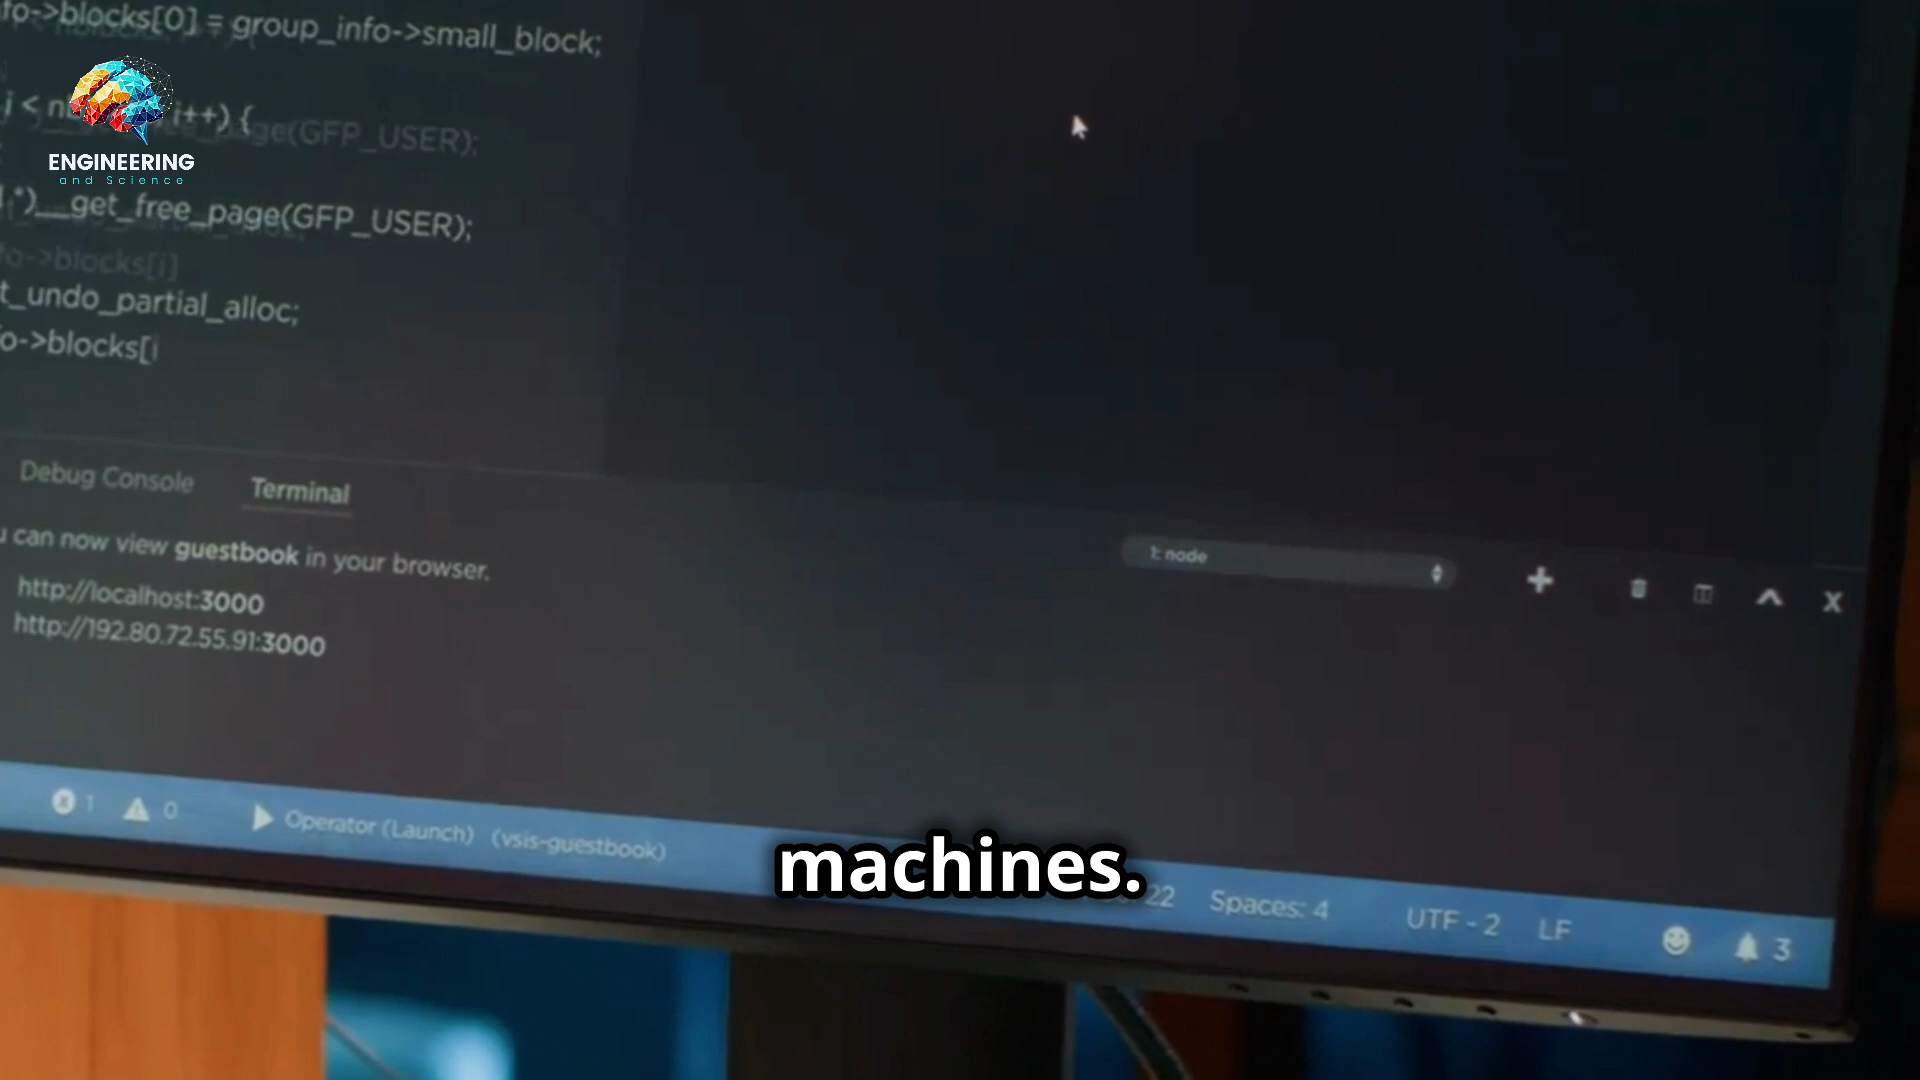 fo->blocks[0] = group_info->small_block;
i < nb i++) {
free_page(GFP_USER);
*)__get_free_page(GFP_USER);
fo->blocks[i]
t_undo_partial_alloc;
o->blocks[i
ENGINEERING
and Science
Debug Console Terminal
u can now view guestbook in your browser.
http://localhost:3000
http://192.80.72.55.91:3000
1: node
1 0 Operator (Launch) (vsis-guestbook)
22 Spaces: 4 UTF - 2 LF 3
machines.